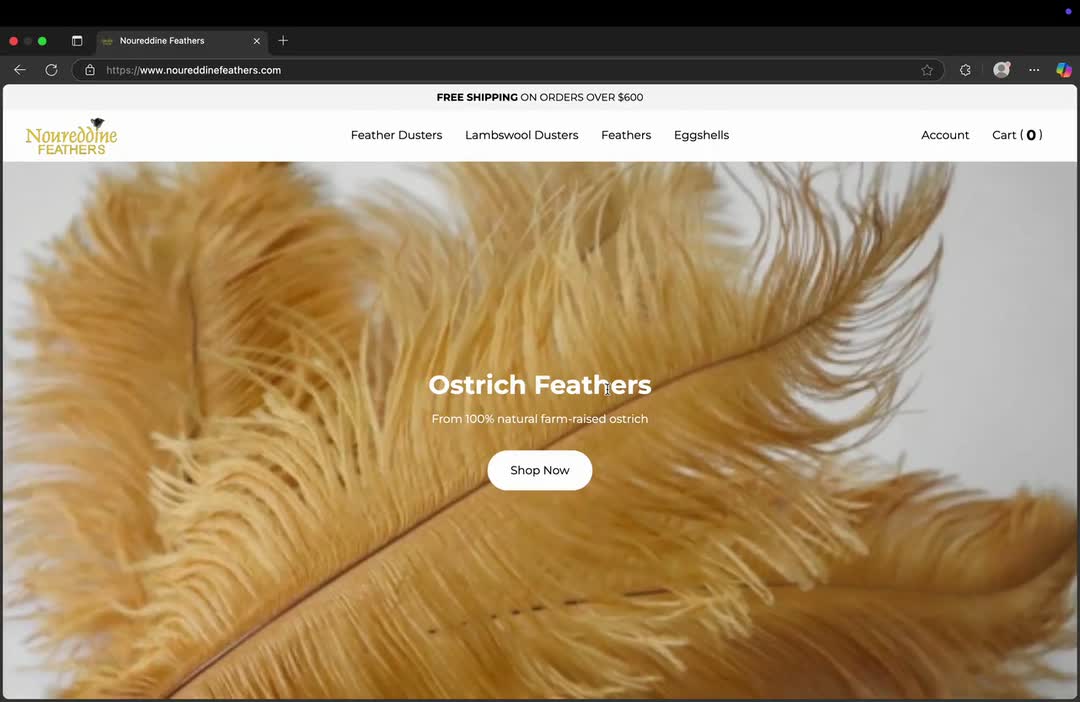 Noureddine Feathers
https://www.noureddinefeathers.com
FREE SHIPPING ON ORDERS OVER $600
Noureddine
FEATHERS
Feather Dusters
Lambswool Dusters
Feathers
Eggshells
Account
Cart ( 0 )
Ostrich Feathers
From 100% natural farm-raised ostrich
Shop Now